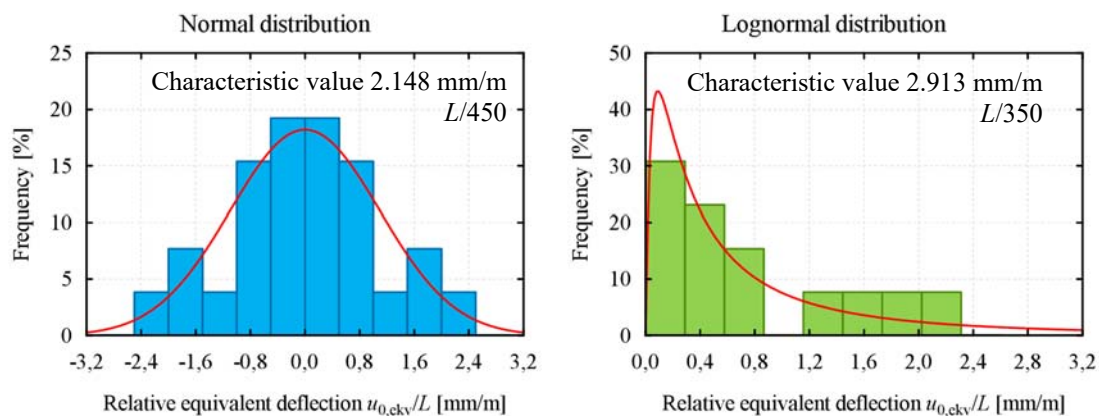 Normal distribution
Characteristic value 2.148 mm/m
L/450
Frequency [%]
25
20
15
10
5
0
-3,2 -2,4 -1,6 -0,8 0,0 0,8 1,6 2,4 3,2
Relative equivalent deflection u0,ekv/L [mm/m]
Lognormal distribution
Characteristic value 2.913 mm/m
L/350
Frequency [%]
50
40
30
20
10
0
0,0 0,4 0,8 1,2 1,6 2,0 2,4 2,8 3,2
Relative equivalent deflection u0,ekv/L [mm/m]